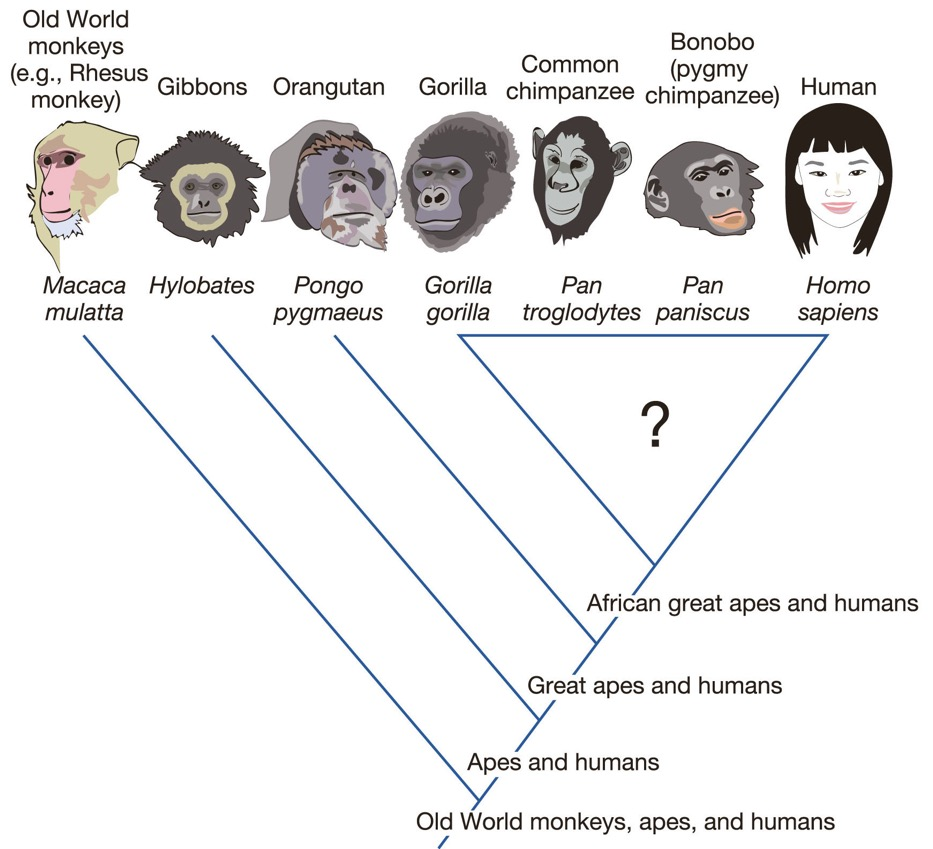 Old World
monkeys
(e.g., Rhesus
monkey)
Gibbons
Orangutan
Gorilla
Common
chimpanzee
Bonobo
(pygmy
chimpanzee)
Human
Macaca
mulatta
Hylobates
Pongo
pygmaeus
Gorilla
gorilla
Pan
troglodytes
Pan
paniscus
Homo
sapiens
?
African great apes and humans
Great apes and humans
Apes and humans
Old World monkeys, apes, and humans